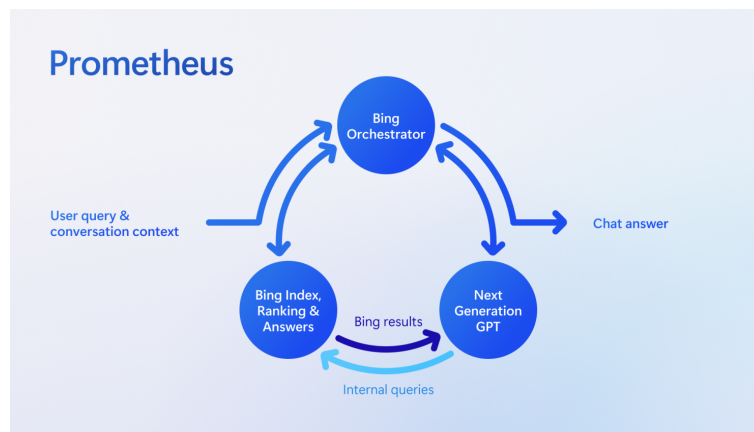 Prometheus
Bing
Orchestrator
User query &
conversation context
Chat answer
Bing Index,
Ranking &
Answers
Bing results
Next
Generation
GPT
Internal queries